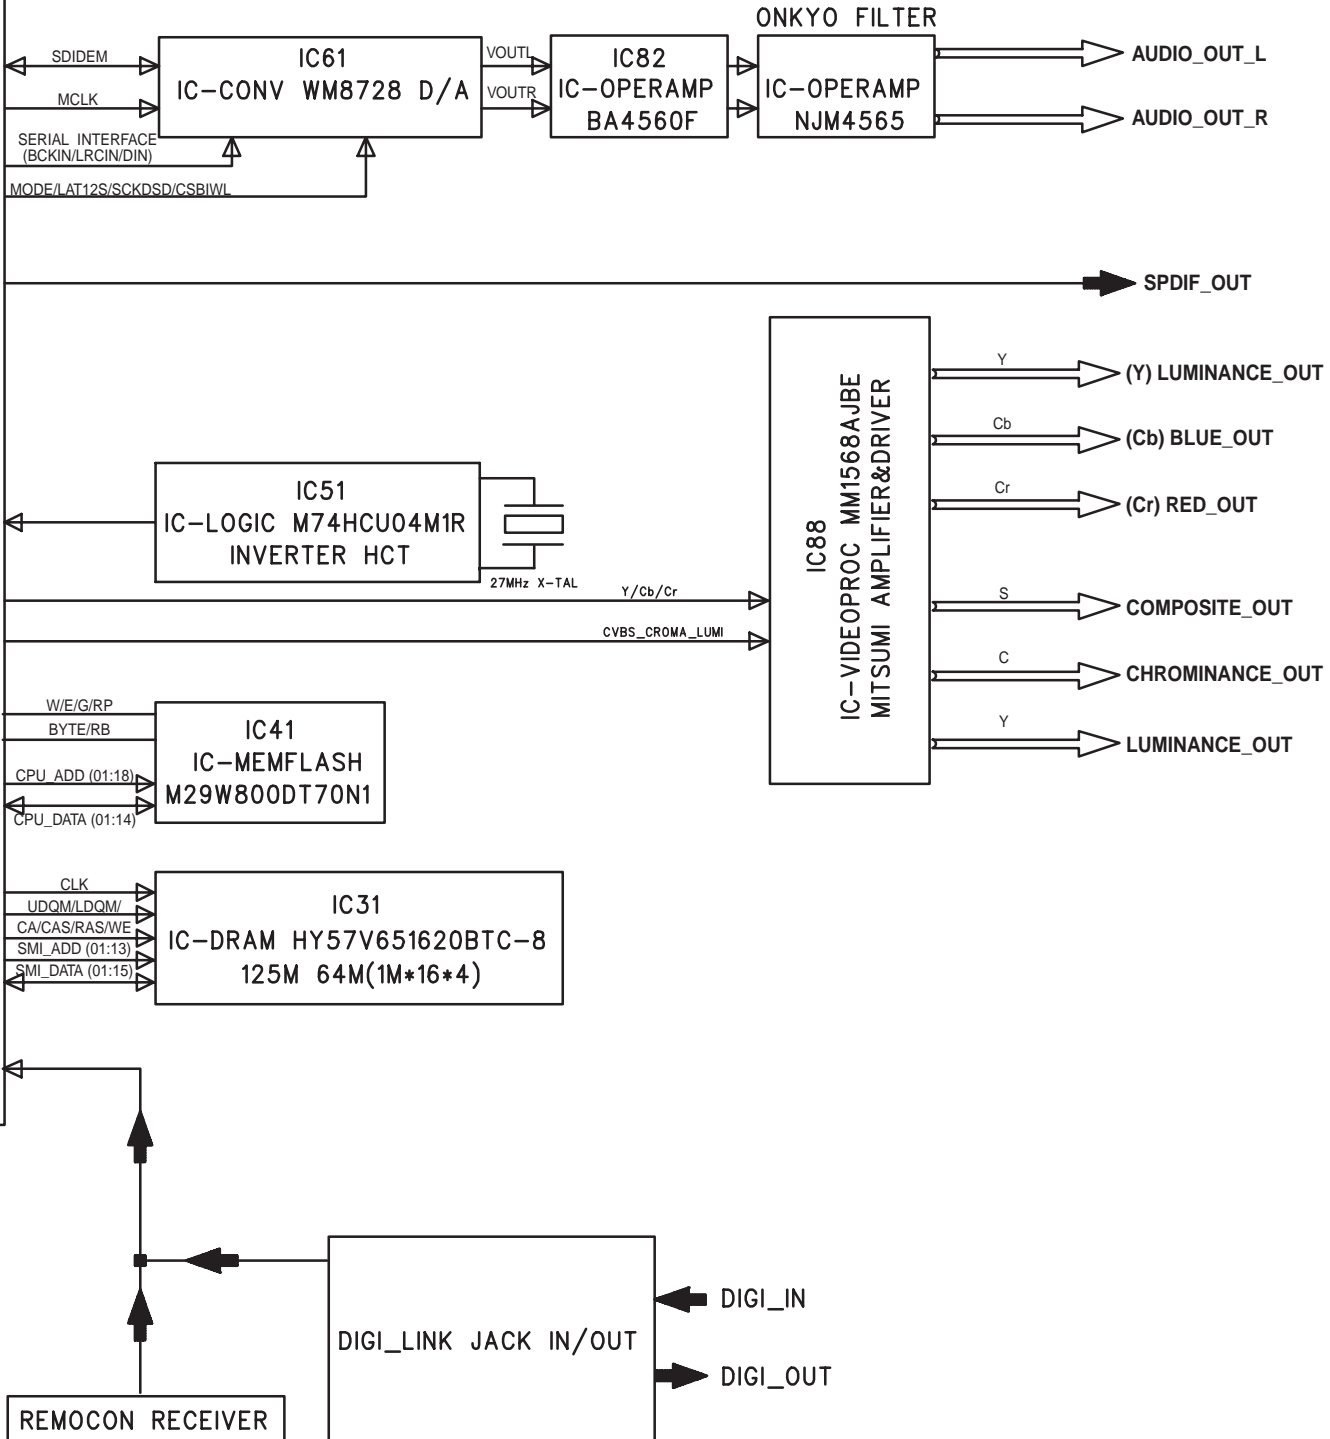 ONKYO FILTER
SDIDEM
MCLK
SERIAL INTERFACE
(BCKIN/LRCIN/DIN)
MODE/LAT12S/SCKDSD/CSBIWL
IC61
IC-CONV WM8728 D/A
VOUTL
VOUTR
IC82
IC-OPERAMP
BA4560F
IC-OPERAMP
NJM4565
AUDIO_OUT_L
AUDIO_OUT_R
SPDIF_OUT
IC88
IC-VIDEOPROC MM1568AJBE
MITSUMI AMPLIFIER&DRIVER
Y
(Y) LUMINANCE_OUT
Cb
(Cb) BLUE_OUT
Cr
(Cr) RED_OUT
S
COMPOSITE_OUT
C
CHROMINANCE_OUT
Y
LUMINANCE_OUT
IC51
IC-LOGIC M74HCU04M1R
INVERTER HCT
27MHz X-TAL
Y/Cb/Cr
CVBS_CROMA_LUMI
W/E/G/RP
BYTE/RB
CPU_ADD (01:18)
CPU_DATA (01:14)
IC41
IC-MEMFLASH
M29W800DT70N1
CLK
UDQM/LDQM/
CA/CAS/RAS/WE
SMI_ADD (01:13)
SMI_DATA (01:15)
IC31
IC-DRAM HY57V651620BTC-8
125M 64M(1M*16*4)
DIGI_LINK JACK IN/OUT
DIGI_IN
DIGI_OUT
REMOCON RECEIVER